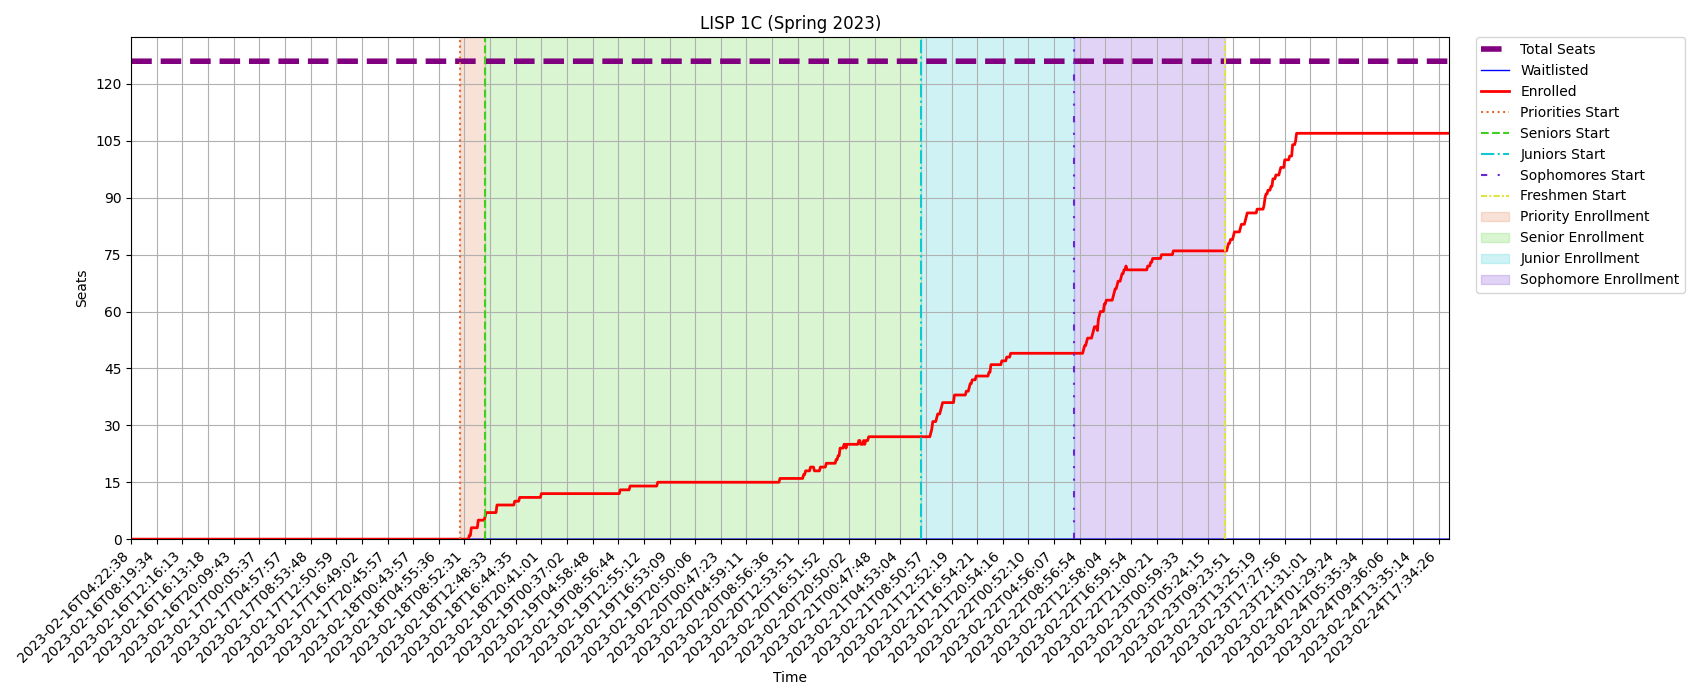 LISP 1C (Spring 2023)
Total Seats
Waitlisted
Enrolled
Priorities Start
Seniors Start
Juniors Start
Sophomores Start
Freshmen Start
Priority Enrollment
Senior Enrollment
Junior Enrollment
Sophomore Enrollment
Seats
120
105
90
75
60
45
30
15
0
2023-02-16T04:22:38
2023-02-16T08:19:34
2023-02-16T12:16:13
2023-02-16T16:13:18
2023-02-16T20:09:43
2023-02-17T00:05:37
2023-02-17T04:57:57
2023-02-17T08:53:48
2023-02-17T12:50:59
2023-02-17T16:49:02
2023-02-17T20:45:57
2023-02-18T00:43:57
2023-02-18T04:55:36
2023-02-18T08:52:31
2023-02-18T12:48:33
2023-02-18T16:44:35
2023-02-18T20:41:01
2023-02-19T00:37:02
2023-02-19T04:58:48
2023-02-19T08:56:44
2023-02-19T12:55:12
2023-02-19T16:53:09
2023-02-19T20:50:06
2023-02-20T00:47:23
2023-02-20T04:59:11
2023-02-20T08:56:36
2023-02-20T12:53:51
2023-02-20T16:51:52
2023-02-20T20:50:02
2023-02-21T00:47:48
2023-02-21T04:53:04
2023-02-21T08:50:57
2023-02-21T12:52:19
2023-02-21T16:54:21
2023-02-21T20:54:16
2023-02-22T00:52:10
2023-02-22T04:56:07
2023-02-22T08:56:54
2023-02-22T12:58:04
2023-02-22T16:59:54
2023-02-22T21:00:21
2023-02-23T00:59:33
2023-02-23T05:24:15
2023-02-23T09:23:51
2023-02-23T13:25:19
2023-02-23T17:27:56
2023-02-23T21:31:01
2023-02-24T01:29:24
2023-02-24T05:35:34
2023-02-24T09:36:06
2023-02-24T13:35:14
2023-02-24T17:34:26
Time